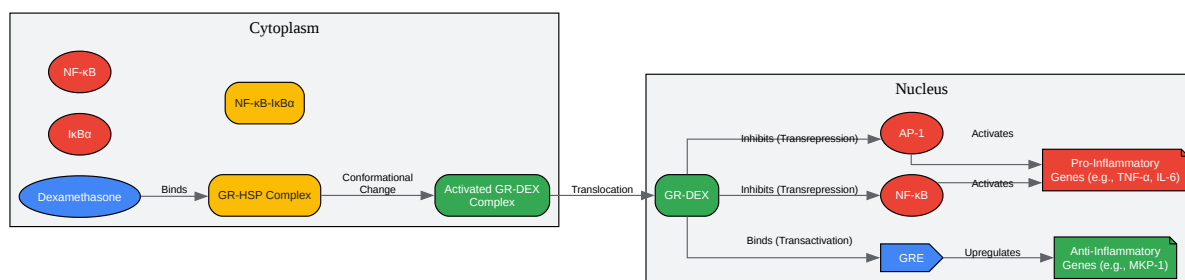 Cytoplasm
NF-κB
NF-κB-IκBα
IκBα
Dexamethasone
Binds
GR-HSP Complex
Conformational
Change
Activated GR-DEX
Complex
Translocation
Nucleus
GR-DEX
Inhibits (Transrepression)
AP-1
Activates
Inhibits (Transrepression)
NF-κB
Activates
Pro-Inflammatory
Genes (e.g., TNF-α, IL-6)
Binds (Transactivation)
GRE
Upregulates
Anti-Inflammatory
Genes (e.g., MKP-1)